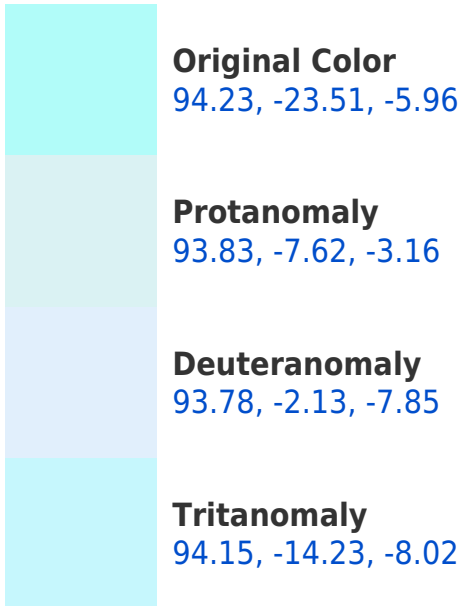 Original Color
94.23, -23.51, -5.96
Protanomaly
93.83, -7.62, -3.16
Deuteranomaly
93.78, -2.13, -7.85
Tritanomaly
94.15, -14.23, -8.02